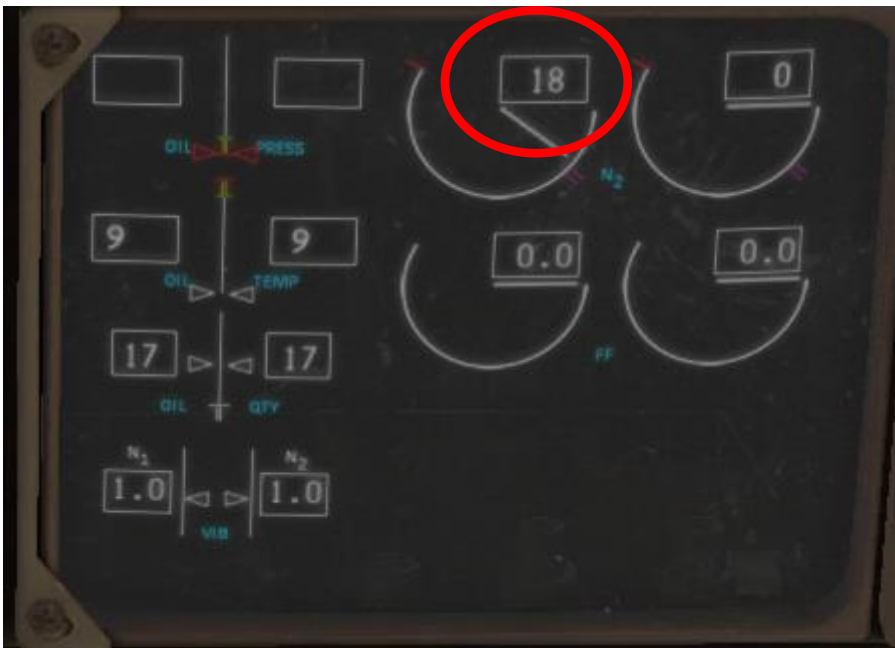 18 0
OIL PRESS
N2
9 9
0.0 0.0
OIL TEMP
17 17
FF
OIL QTY
N1 N2
1.0 1.0
VIB